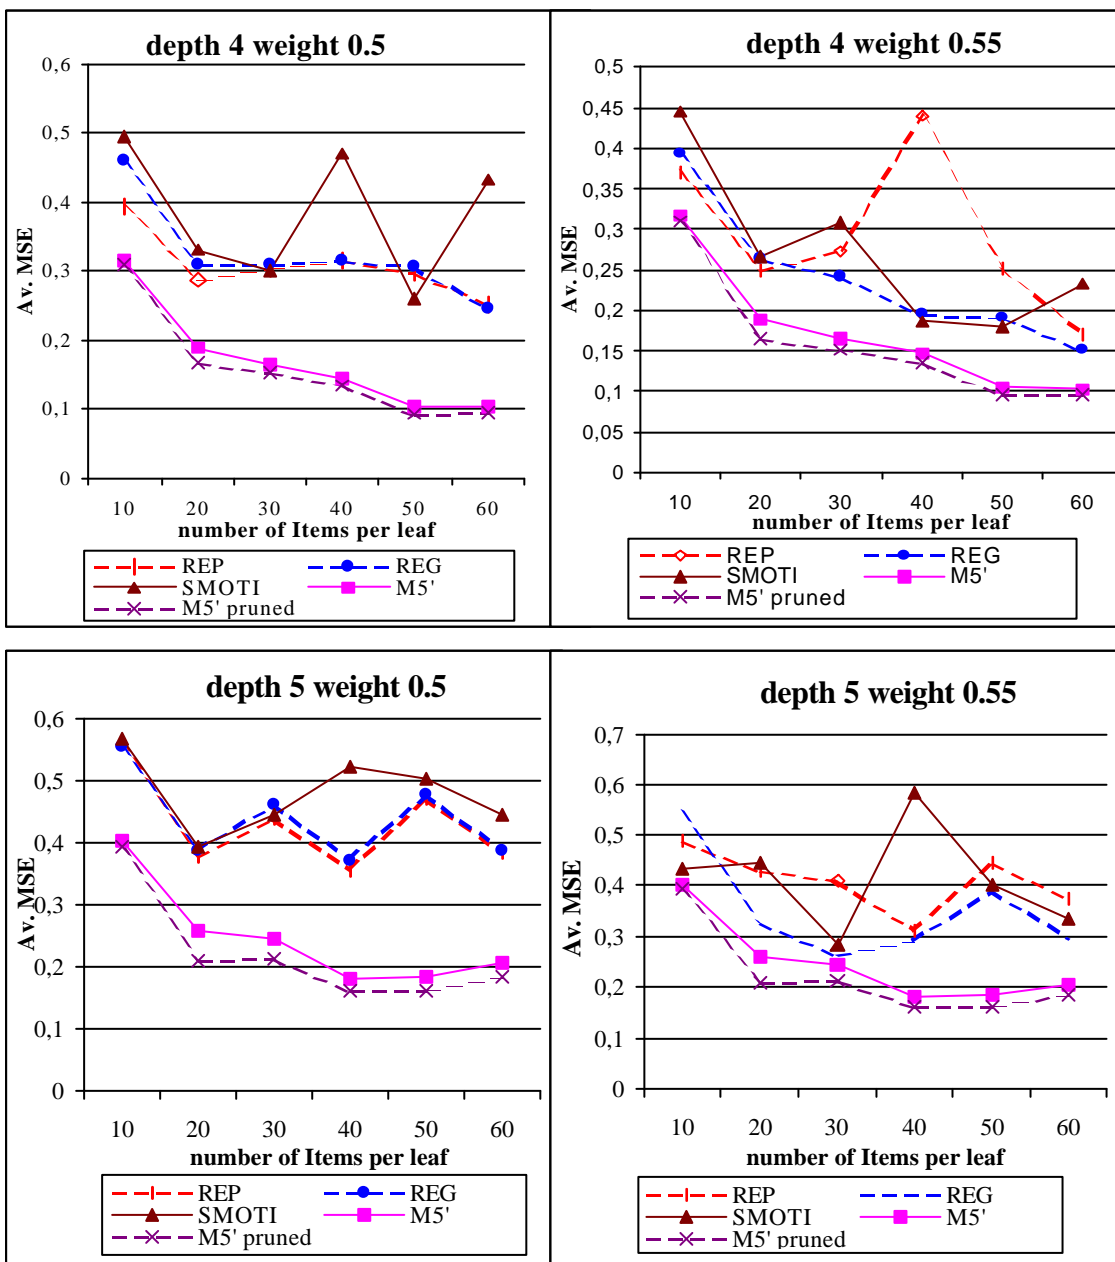 depth 4 weight 0.5
0,6
0,5
0,4
0,3
0,2
0,1
0
Av. MSE
10 20 30 40 50 60
number of Items per leaf
REP REG
SMOTI M5'
M5' pruned
depth 4 weight 0.55
0,5
0,45
0,4
0,35
0,3
0,25
0,2
0,15
0,1
0,05
0
Av. MSE
10 20 30 40 50 60
number of Items per leaf
REP REG
SMOTI M5'
M5' pruned
depth 5 weight 0.5
0,6
0,5
0,4
0,3
0,2
0,1
0
Av. MSE
10 20 30 40 50 60
number of Items per leaf
REP REG
SMOTI M5'
M5' pruned
depth 5 weight 0.55
0,7
0,6
0,5
0,4
0,3
0,2
0,1
0
Av. MSE
10 20 30 40 50 60
number of Items per leaf
REP REG
SMOTI M5'
M5' pruned